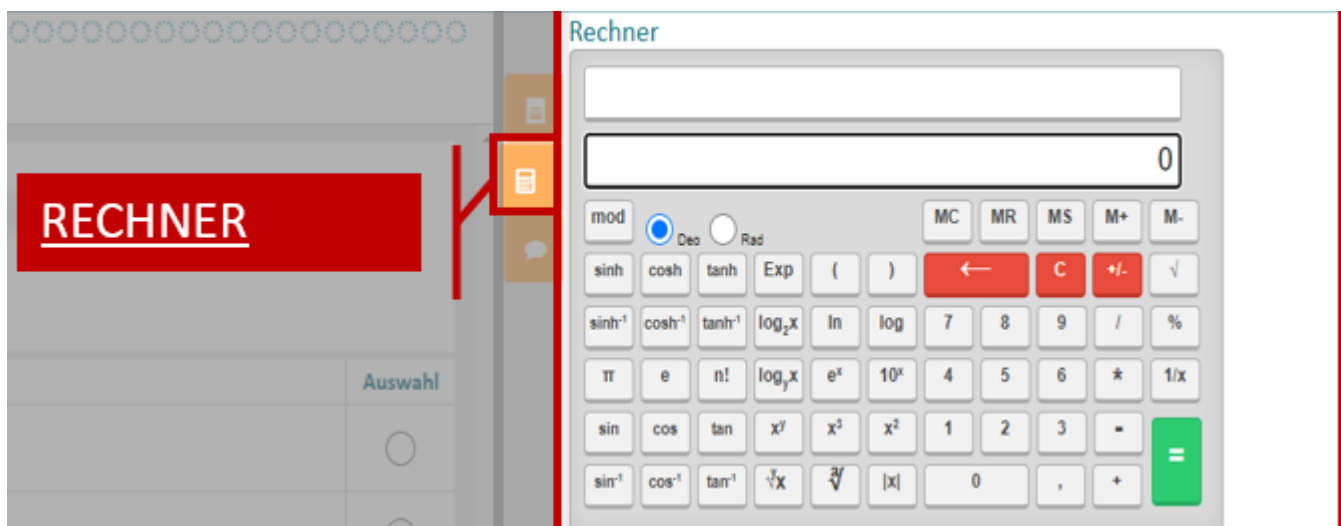 Rechner
0
RECHNER
mod Deg Rad MC MR MS M+ M-
sinh cosh tanh Exp ( ) ← C +/- √
sinh⁻¹ cosh⁻¹ tanh⁻¹ log₂x ln log 7 8 9 / %
Auswahl
π e n! logᵧx eˣ 10ˣ 4 5 6 * 1/x
sin cos tan xʸ x³ x² 1 2 3 - =
sin⁻¹ cos⁻¹ tan⁻¹ ʸ√x ∛ |x| 0 , +